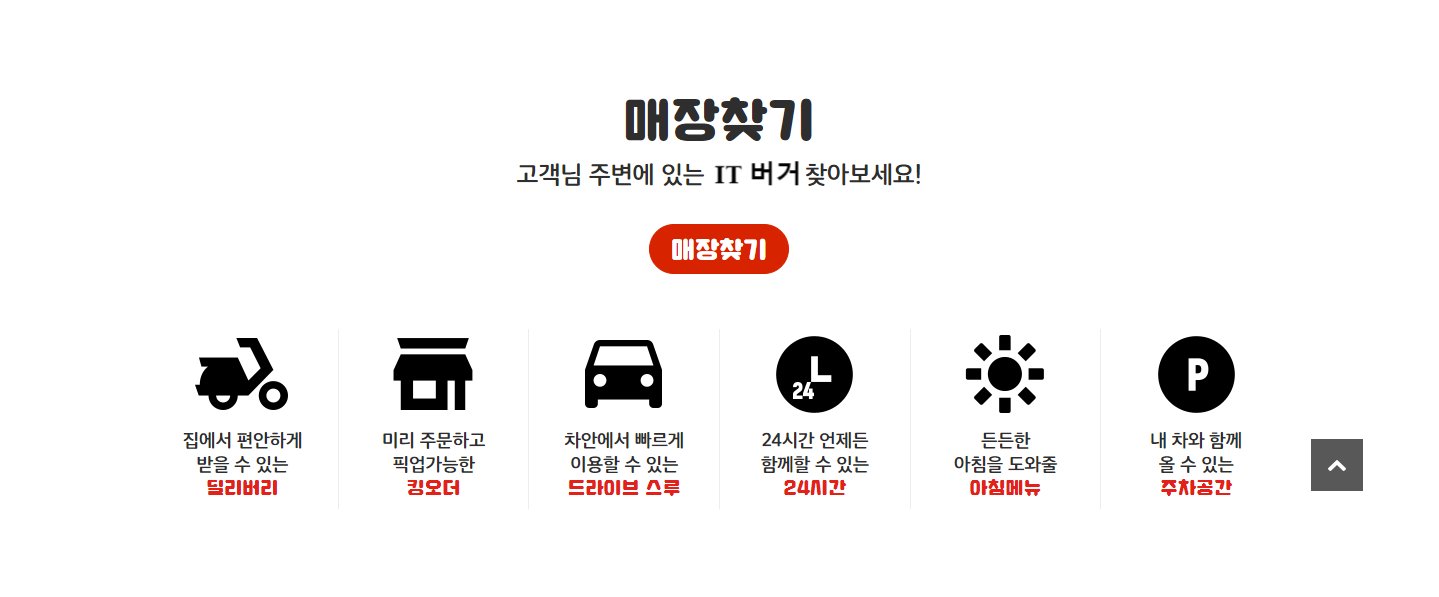 매장찾기
고객님 주변에 있는 IT 버거 찾아보세요!
매장찾기
24
P
집에서 편안하게
받을 수 있는
딜리버리
미리 주문하고
픽업가능한
킹오더
차안에서 빠르게
이용할 수 있는
드라이브 스루
24시간 언제든
함께할 수 있는
24시간
든든한
아침을 도와줄
아침메뉴
내 차와 함께
올 수 있는
주차공간